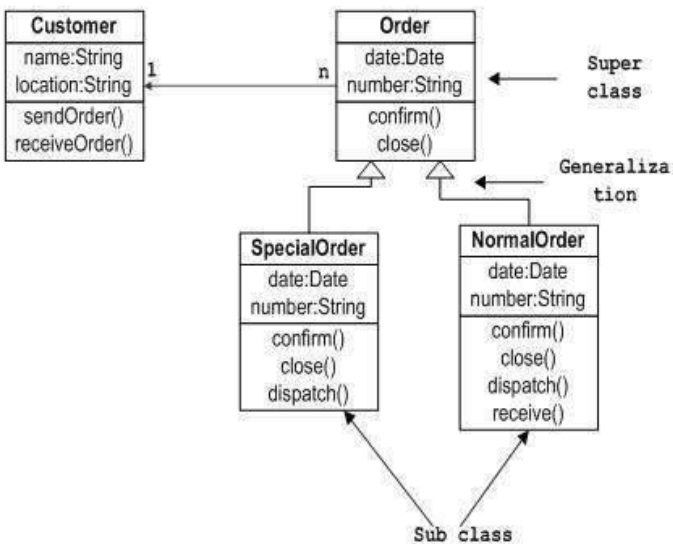 Customer
name:String
location:String
sendOrder()
receiveOrder()
1
n
Order
date:Date
number:String
confirm()
close()
Super
class
Generaliza
tion
SpecialOrder
date:Date
number:String
confirm()
close()
dispatch()
NormalOrder
date:Date
number:String
confirm()
close()
dispatch()
receive()
Sub class